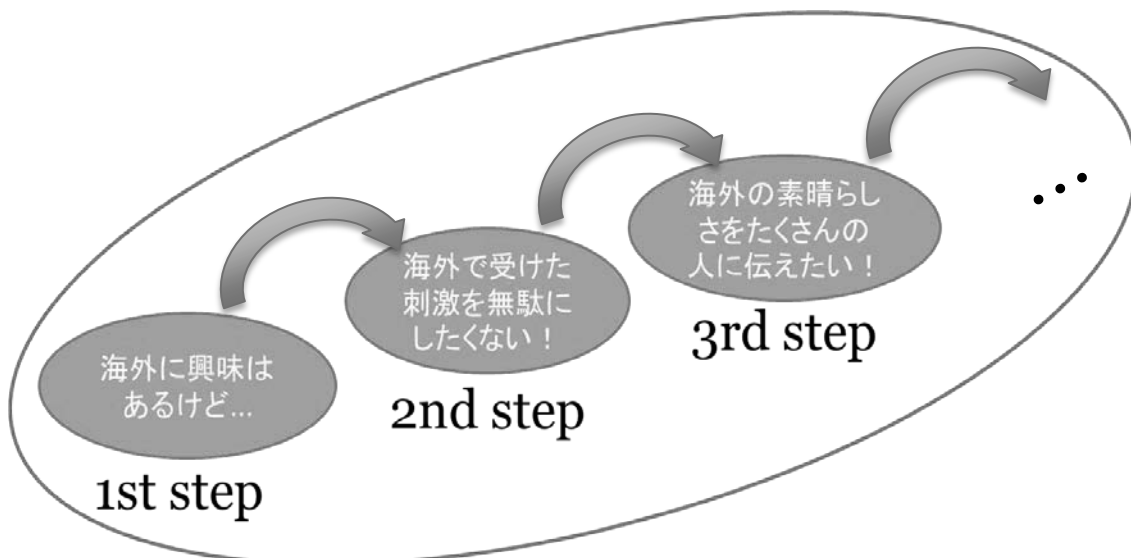 海外に興味は
あるけど…
1st step
海外で受けた
刺激を無駄に
したくない！
2nd step
海外の素晴らし
さをたくさんの
人に伝えたい！
3rd step
…